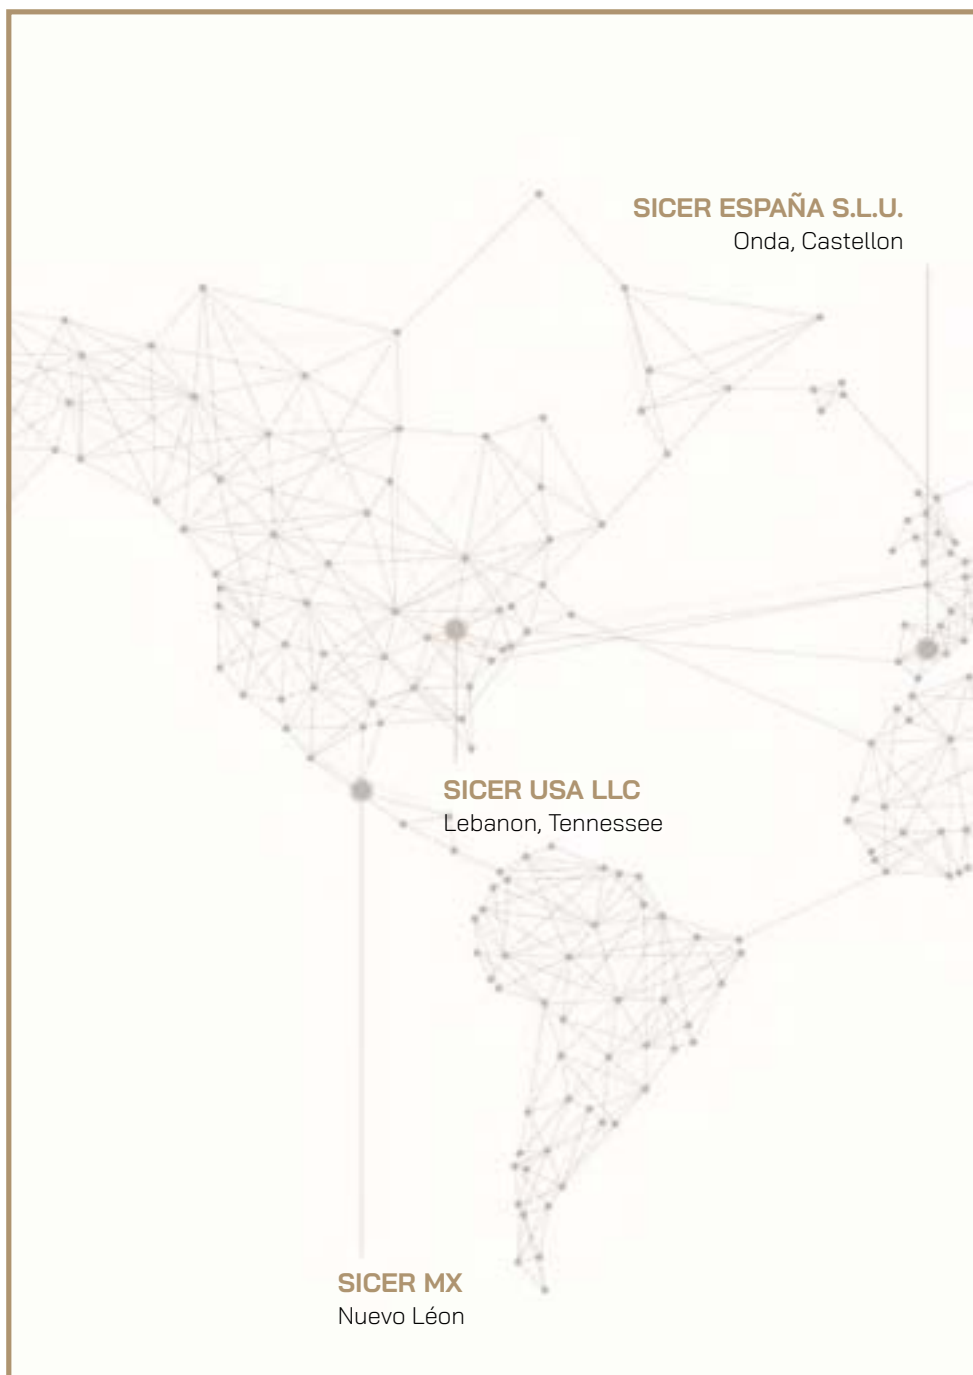 SICER ESPAÑA S.L.U.
Onda, Castellon
SICER USA LLC
Lebanon, Tennessee
SICER MX
Nuevo Léon